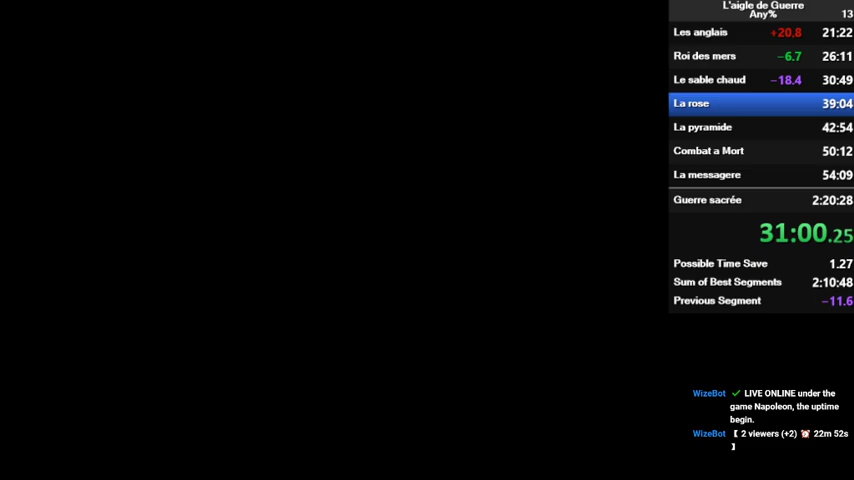 L'aigle de Guerre
Any% 13
Les anglais +20.8 21:22
Roi des mers −6.7 26:11
Le sable chaud −18.4 30:49
La rose 39:04
La pyramide 42:54
Combat a Mort 50:12
La messagere 54:09
Guerre sacrée 2:20:28
31:00.25
Possible Time Save 1.27
Sum of Best Segments 2:10:48
Previous Segment −11.6
WizeBot ✓ LIVE ONLINE under the
game Napoleon, the uptime
begin.
WizeBot 【 2 viewers (+2) ⏰ 22m 52s
】